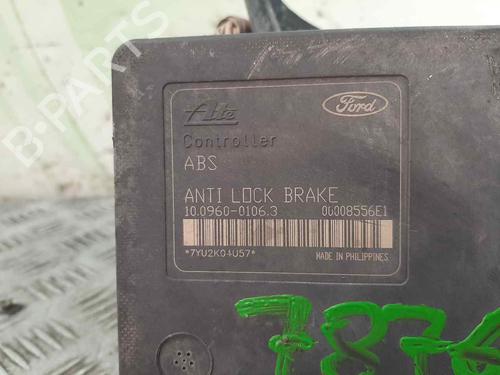 Ate
Ford
Controller
ABS
ANTI LOCK BRAKE
10.0960-0106.3 00008556E1
*7YU2K04U57* MADE IN PHILIPPINES
B-PARTS